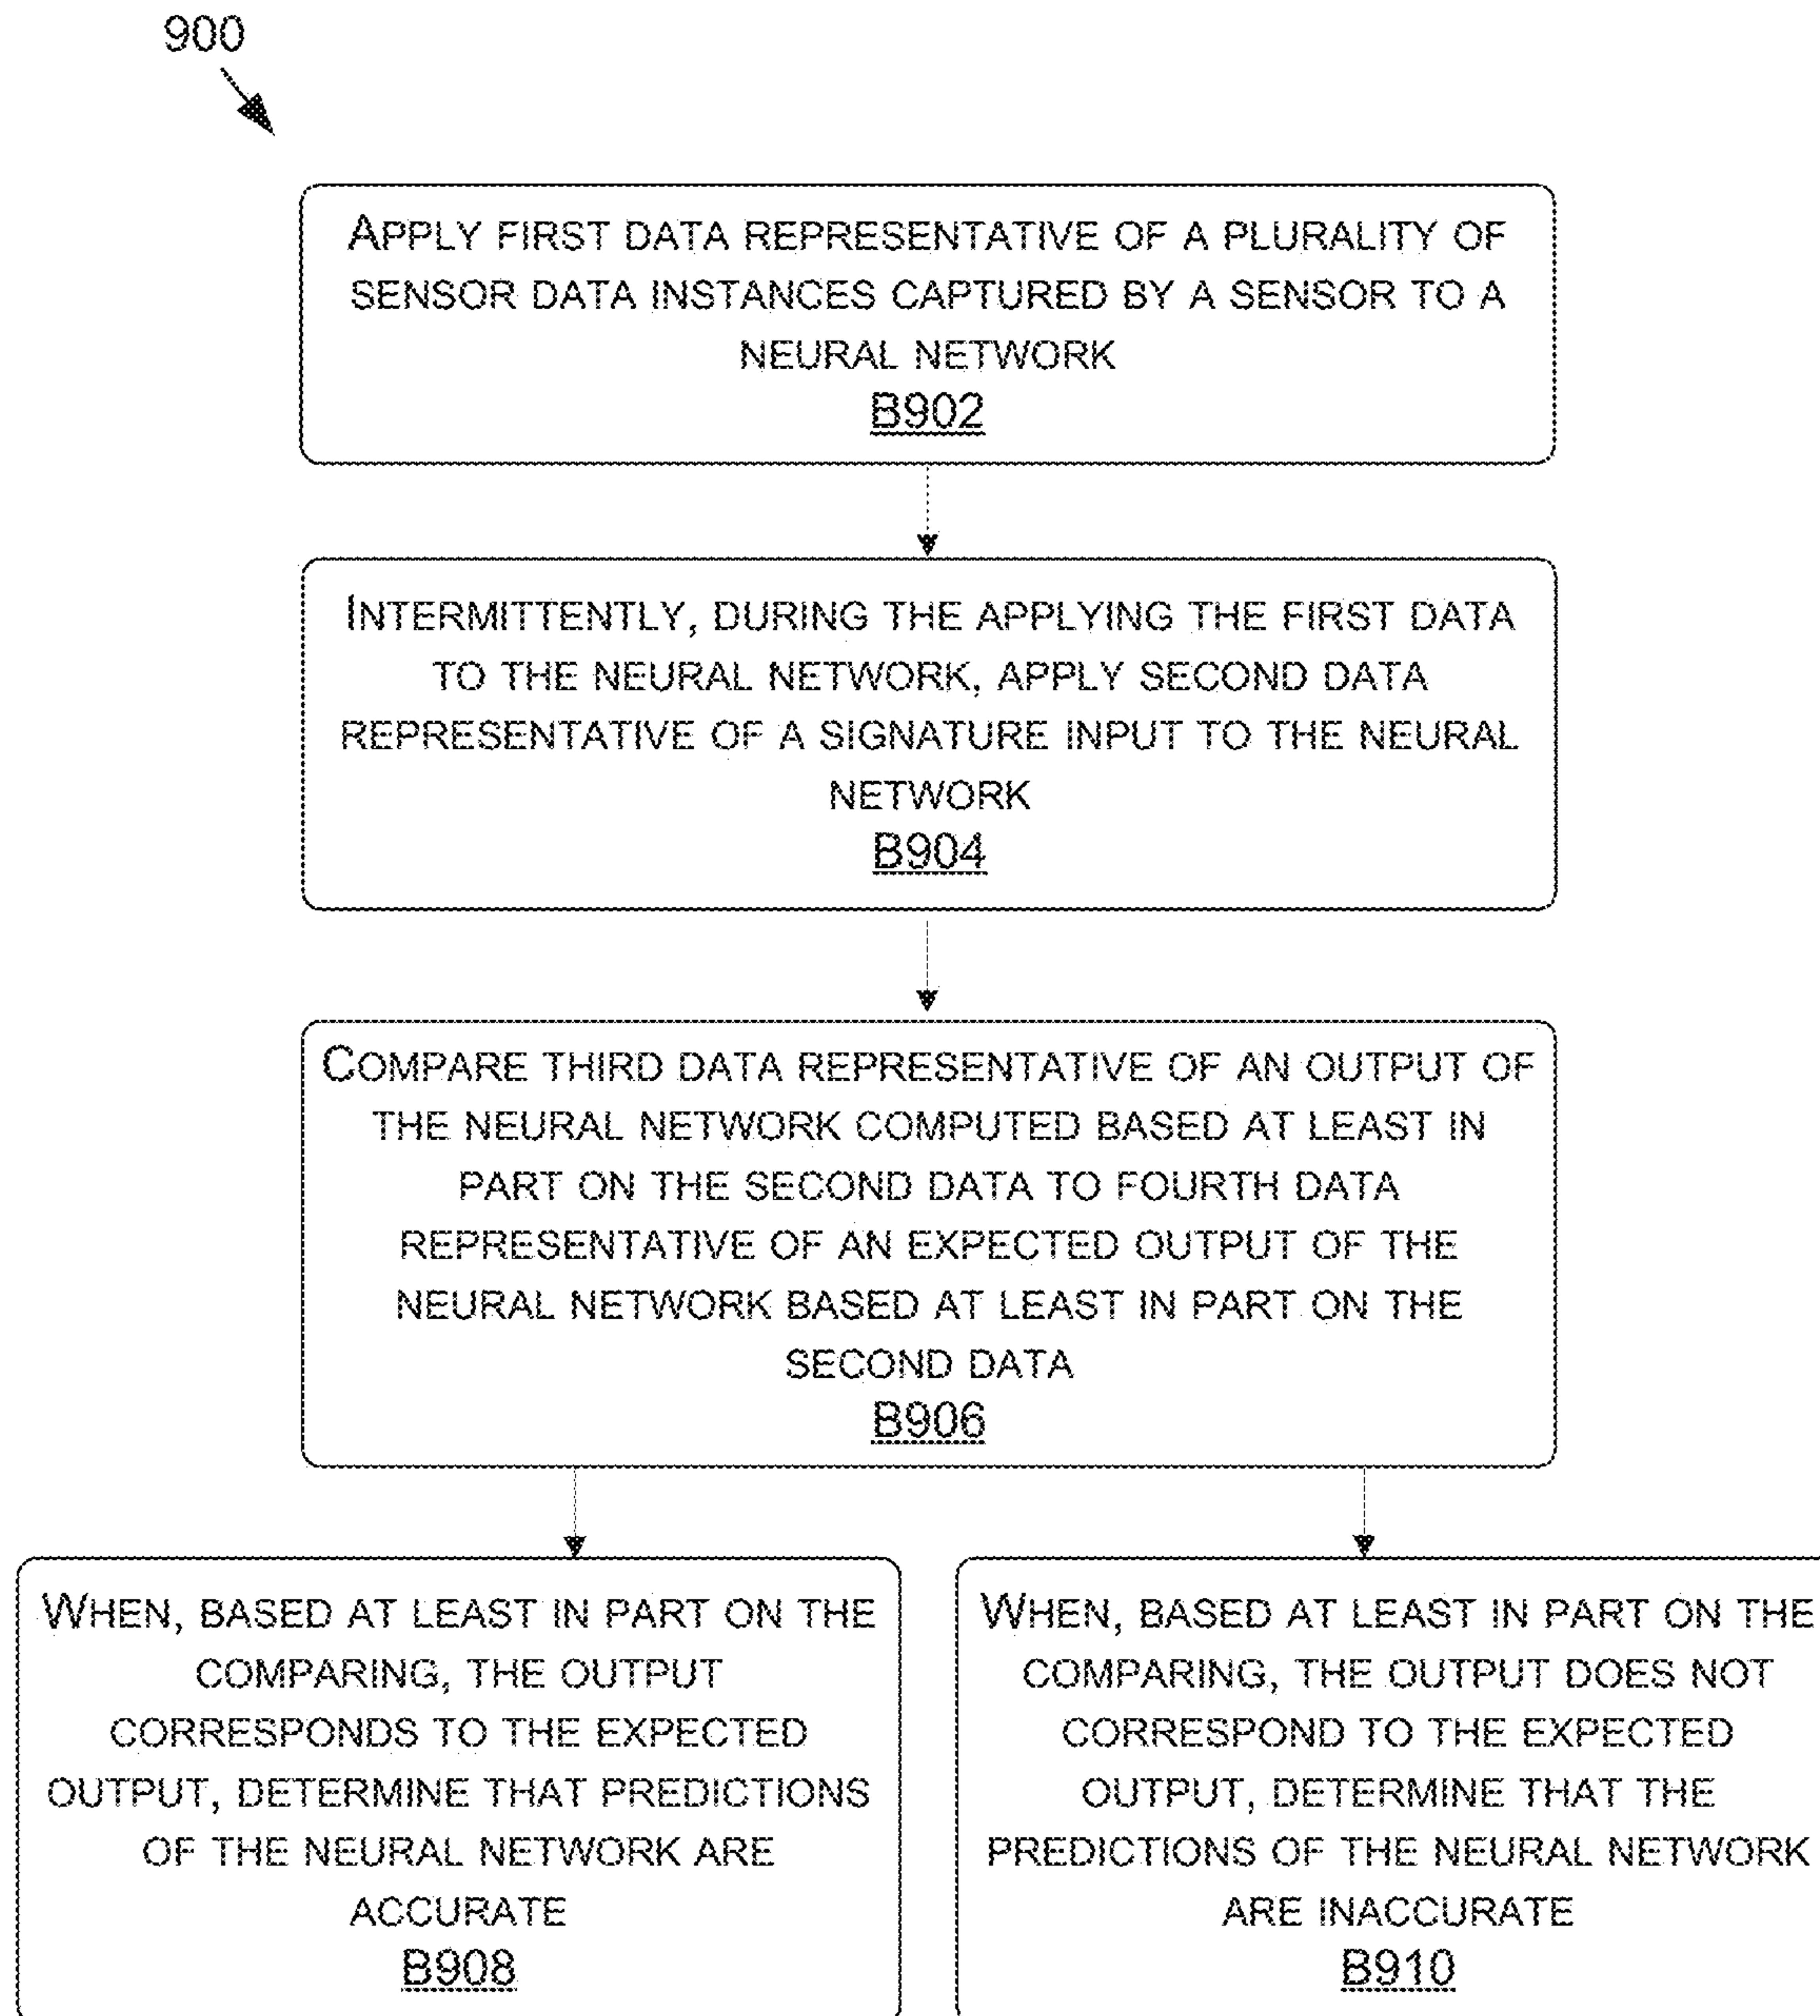 900
APPLY FIRST DATA REPRESENTATIVE OF A PLURALITY OF
SENSOR DATA INSTANCES CAPTURED BY A SENSOR TO A
NEURAL NETWORK
B902
INTERMITTENTLY, DURING THE APPLYING THE FIRST DATA
TO THE NEURAL NETWORK, APPLY SECOND DATA
REPRESENTATIVE OF A SIGNATURE INPUT TO THE NEURAL
NETWORK
B904
COMPARE THIRD DATA REPRESENTATIVE OF AN OUTPUT OF
THE NEURAL NETWORK COMPUTED BASED AT LEAST IN
PART ON THE SECOND DATA TO FOURTH DATA
REPRESENTATIVE OF AN EXPECTED OUTPUT OF THE
NEURAL NETWORK BASED AT LEAST IN PART ON THE
SECOND DATA
B906
WHEN, BASED AT LEAST IN PART ON THE
COMPARING, THE OUTPUT
CORRESPONDS TO THE EXPECTED
OUTPUT, DETERMINE THAT PREDICTIONS
OF THE NEURAL NETWORK ARE
ACCURATE
B908
WHEN, BASED AT LEAST IN PART ON THE
COMPARING, THE OUTPUT DOES NOT
CORRESPOND TO THE EXPECTED
OUTPUT, DETERMINE THAT THE
PREDICTIONS OF THE NEURAL NETWORK
ARE INACCURATE
B910